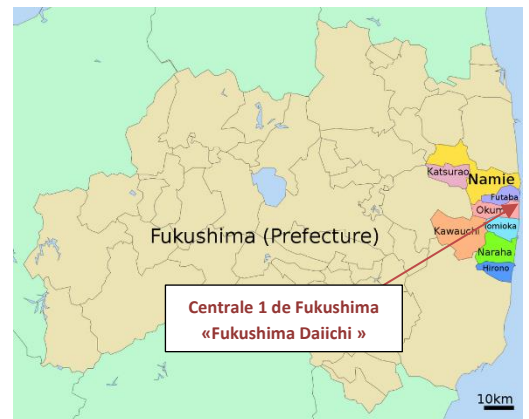 Katsurao
Namie
Futaba
Okum
Tomioka
Kawauchi
Fukushima (Prefecture)
Naraha
Hirono
Centrale 1 de Fukushima
«Fukushima Daiichi »
10km